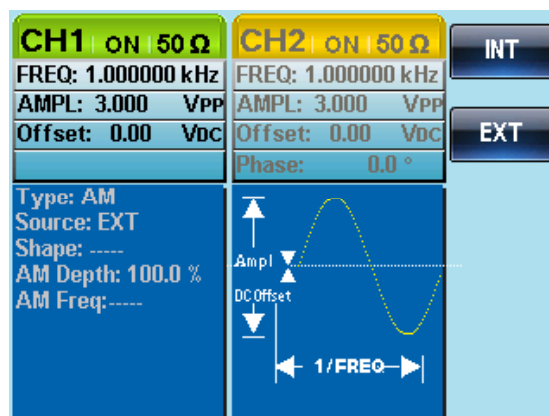 CH1 ON 50 Ω
FREQ: 1.000000 kHz
AMPL: 3.000 VPP
Offset: 0.00 VDC
Type: AM
Source: EXT
Shape: -----
AM Depth: 100.0 %
AM Freq:-----
CH2 ON 50 Ω
FREQ: 1.000000 kHz
AMPL: 3.000 VPP
Offset: 0.00 VDC
Phase: 0.0 °
Ampl
DC Offset
1/FREQ
INT
EXT